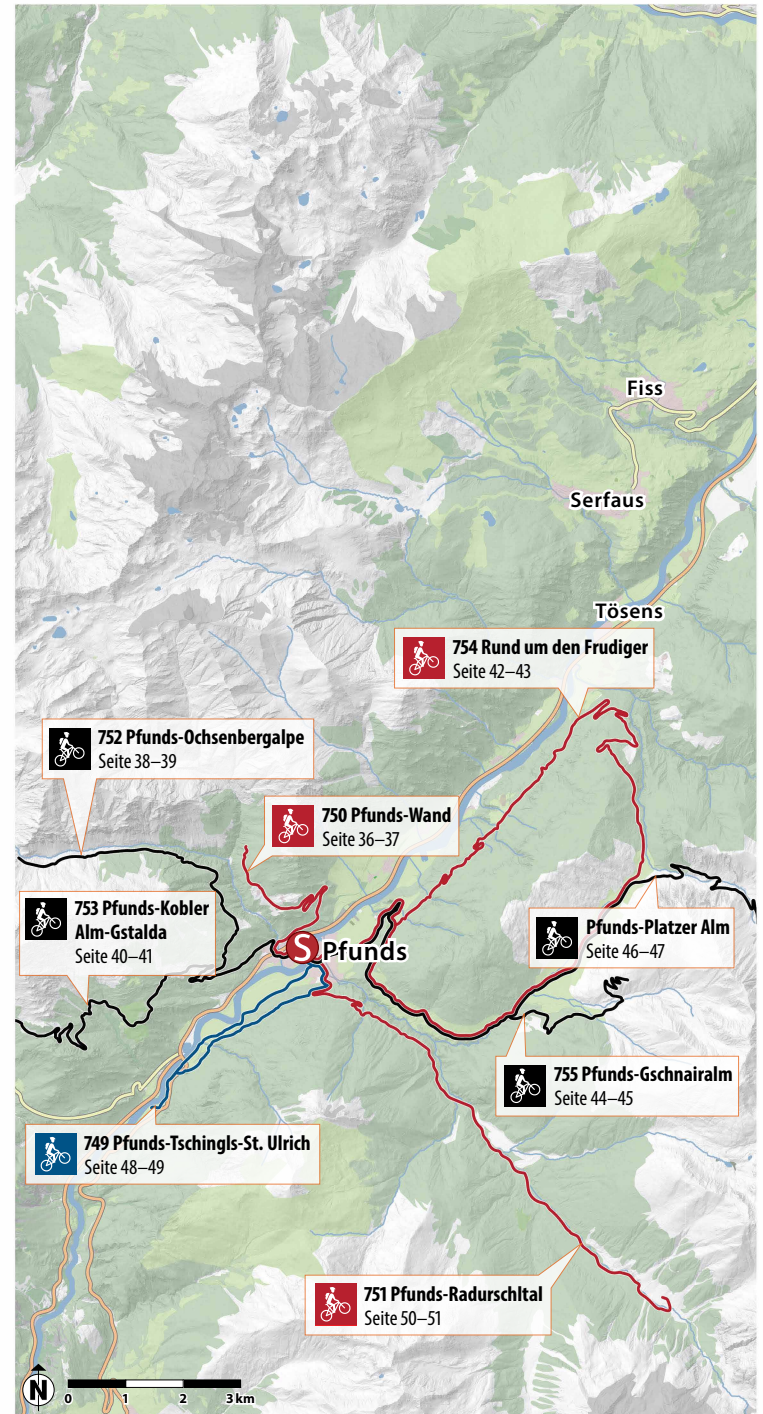 Fiss
Serfaus
Tösens
754 Rund um den Frudiger
Seite 42–43
752 Pfunds-Ochsenbergalpe
Seite 38–39
750 Pfunds-Wand
Seite 36–37
753 Pfunds-Kobler
Alm-Gstalda
Seite 40–41
S Pfunds
Pfunds-Platzer Alm
Seite 46–47
755 Pfunds-Gschnairalm
Seite 44–45
749 Pfunds-Tschingls-St. Ulrich
Seite 48–49
751 Pfunds-Radurschltal
Seite 50–51
N
0 1 2 3 km